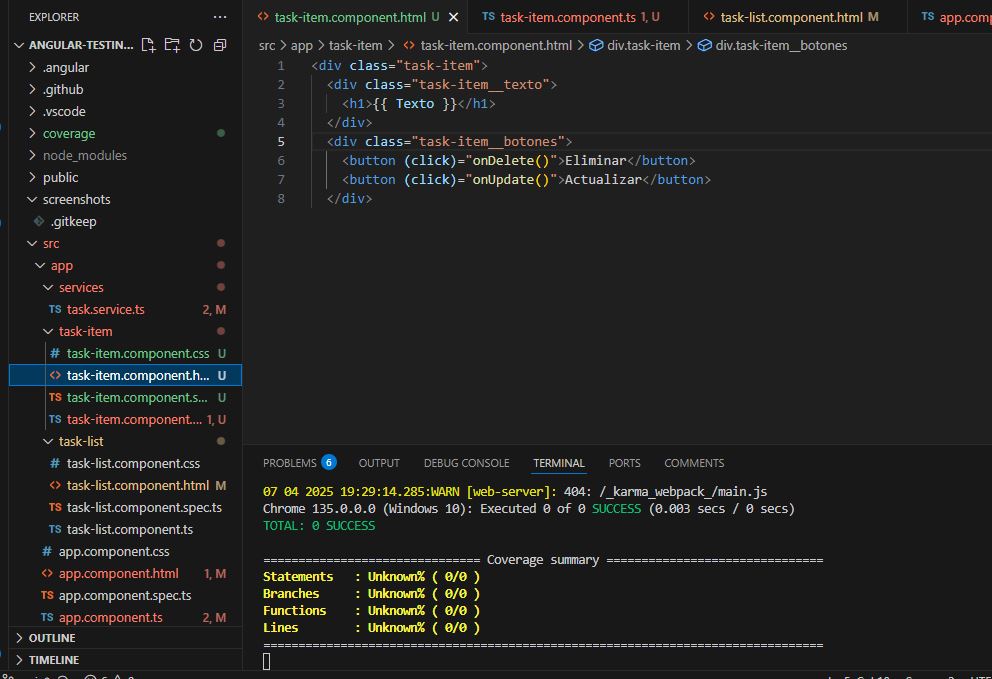 EXPLORER ...
task-item.component.html U
TS task-item.component.ts 1, U
task-list.component.html M
TS app.comp
ANGULAR-TESTIN...
src > app > task-item > task-item.component.html > div.task-item > div.task-item__botones
.angular
.github
.vscode
coverage
node_modules
public
screenshots
.gitkeep
src
app
services
TS task.service.ts 2, M
task-item
# task-item.component.css U
<> task-item.component.h... U
TS task-item.component.s... U
TS task-item.component.... 1, U
task-list
# task-list.component.css
<> task-list.component.html M
TS task-list.component.spec.ts
TS task-list.component.ts
# app.component.css
<> app.component.html 1, M
TS app.component.spec.ts
TS app.component.ts 2, M
OUTLINE
TIMELINE
1 <div class="task-item">
2 <div class="task-item__texto">
3 <h1>{{ Texto }}</h1>
4 </div>
5 <div class="task-item__botones">
6 <button (click)="onDelete()">Eliminar</button>
7 <button (click)="onUpdate()">Actualizar</button>
8 </div>
PROBLEMS 6 OUTPUT DEBUG CONSOLE TERMINAL PORTS COMMENTS
07 04 2025 19:29:14.285:WARN [web-server]: 404: /_karma_webpack_/main.js
Chrome 135.0.0.0 (Windows 10): Executed 0 of 0 SUCCESS (0.003 secs / 0 secs)
TOTAL: 0 SUCCESS
=============================== Coverage summary ===============================
Statements : Unknown% ( 0/0 )
Branches : Unknown% ( 0/0 )
Functions : Unknown% ( 0/0 )
Lines : Unknown% ( 0/0 )
================================================================================